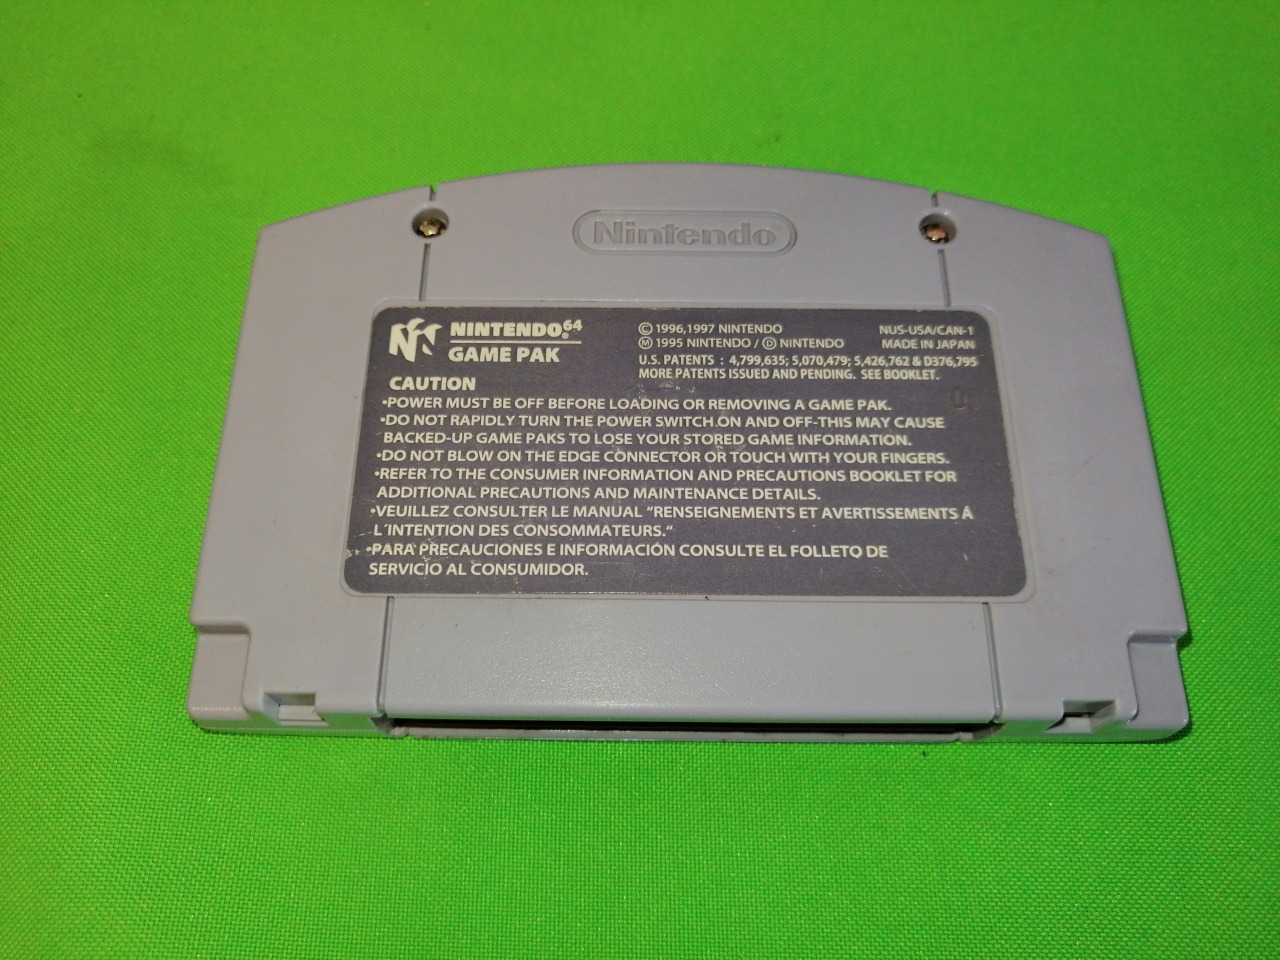 Nintendo
NINTENDO®64
GAME PAK
© 1996,1997 NINTENDO
Ⓜ 1995 NINTENDO / Ⓓ NINTENDO
U.S. PATENTS : 4,799,635; 5,070,479; 5,426,762 & D376,795
MORE PATENTS ISSUED AND PENDING. SEE BOOKLET.
NUS-USA/CAN-1
MADE IN JAPAN
CAUTION
•POWER MUST BE OFF BEFORE LOADING OR REMOVING A GAME PAK.
•DO NOT RAPIDLY TURN THE POWER SWITCH ON AND OFF-THIS MAY CAUSE
BACKED-UP GAME PAKS TO LOSE YOUR STORED GAME INFORMATION.
•DO NOT BLOW ON THE EDGE CONNECTOR OR TOUCH WITH YOUR FINGERS.
•REFER TO THE CONSUMER INFORMATION AND PRECAUTIONS BOOKLET FOR
ADDITIONAL PRECAUTIONS AND MAINTENANCE DETAILS.
•VEUILLEZ CONSULTER LE MANUAL "RENSEIGNEMENTS ET AVERTISSEMENTS À
L'INTENTION DES CONSOMMATEURS."
•PARA PRECAUCIONES E INFORMACIÓN CONSULTE EL FOLLETO DE
SERVICIO AL CONSUMIDOR.